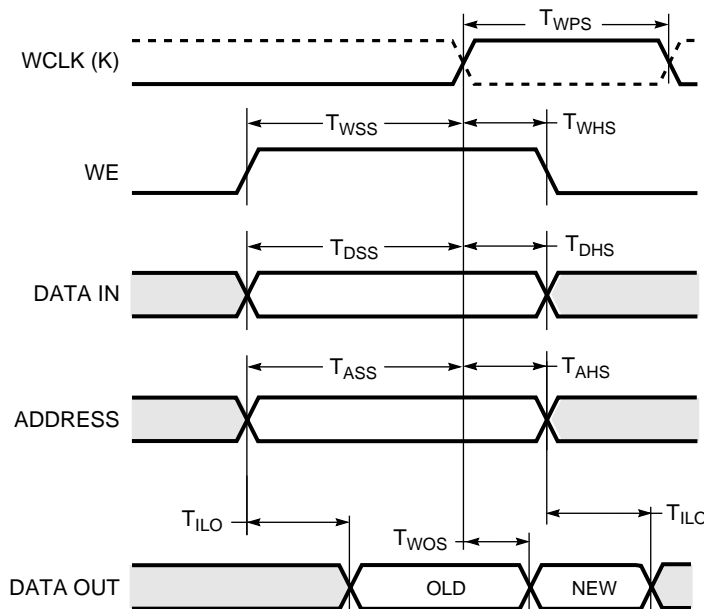 T_WPS
WCLK (K)
T_WSS T_WHS
WE
T_DSS T_DHS
DATA IN
T_ASS T_AHS
ADDRESS
T_ILO T_WOS T_ILO
DATA OUT OLD NEW